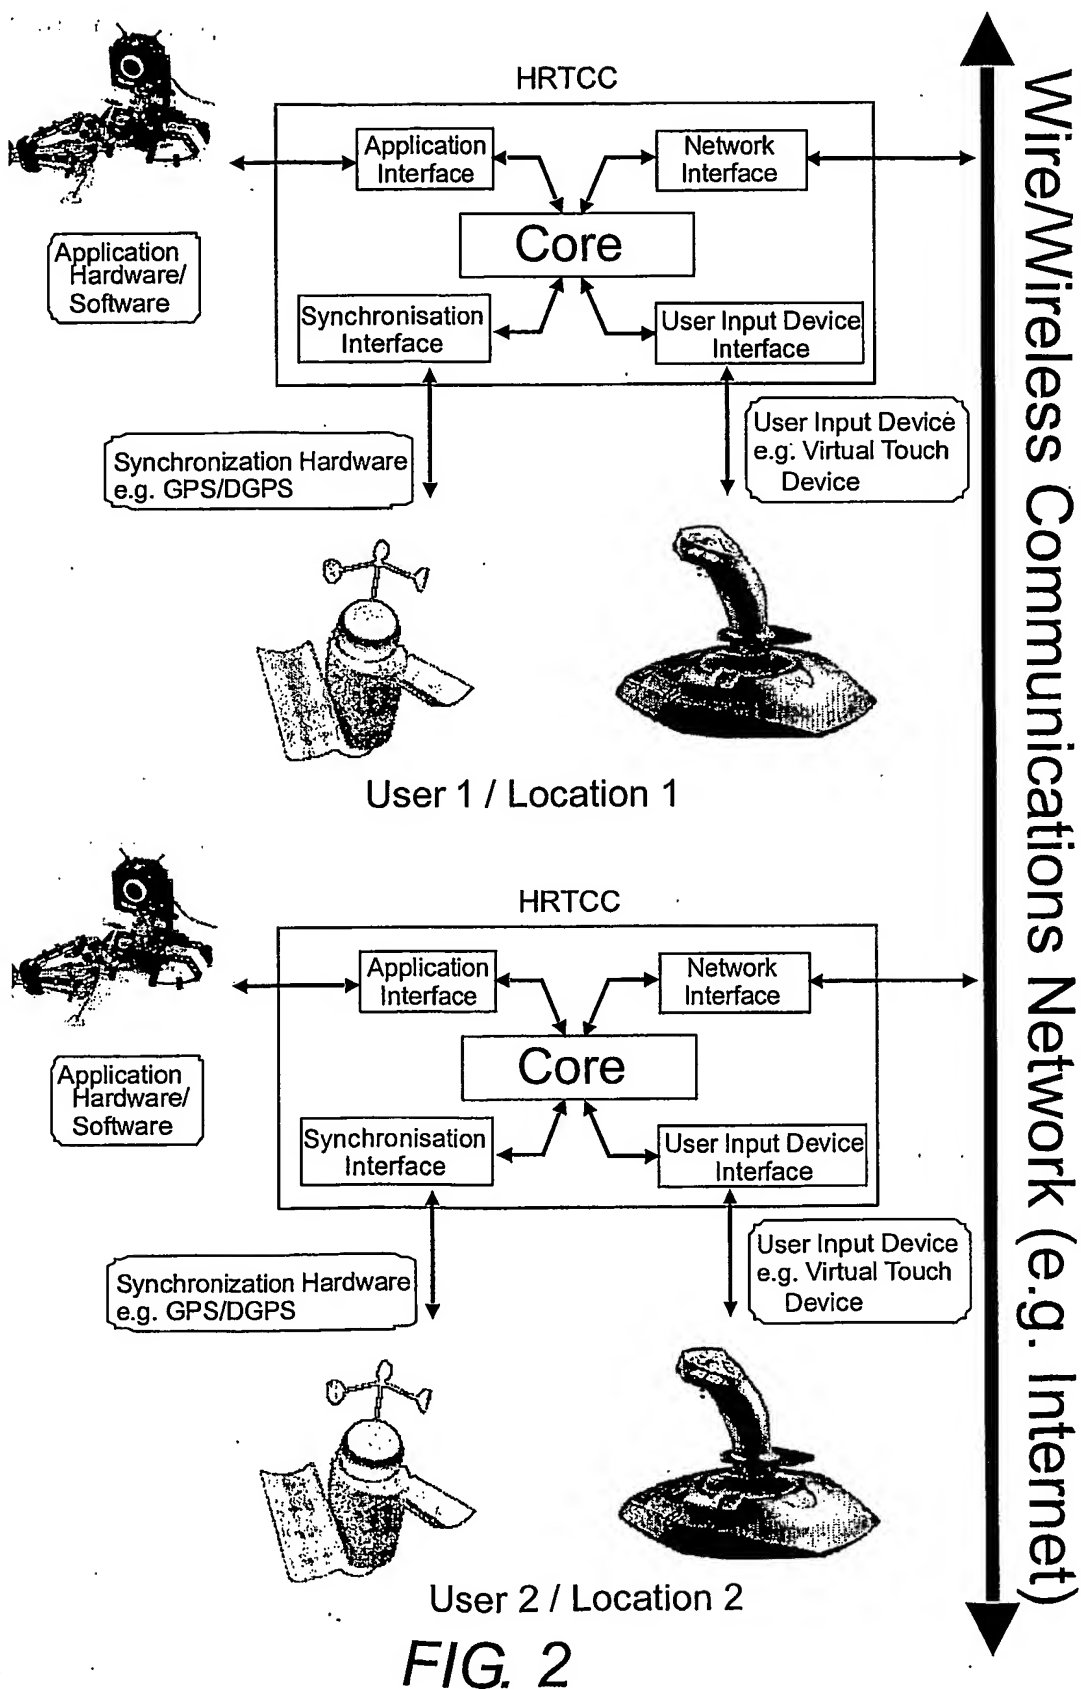 HRTCC
Application
Interface
Network
Interface
Core
Synchronisation
Interface
User Input Device
Interface
Application
Hardware/
Software
Synchronization Hardware
e.g. GPS/DGPS
User Input Device
e.g. Virtual Touch
Device
User 1 / Location 1
HRTCC
Application
Interface
Network
Interface
Core
Synchronisation
Interface
User Input Device
Interface
Application
Hardware/
Software
Synchronization Hardware
e.g. GPS/DGPS
User Input Device
e.g. Virtual Touch
Device
User 2 / Location 2
Wire/Wireless Communications Network (e.g. Internet)
FIG. 2